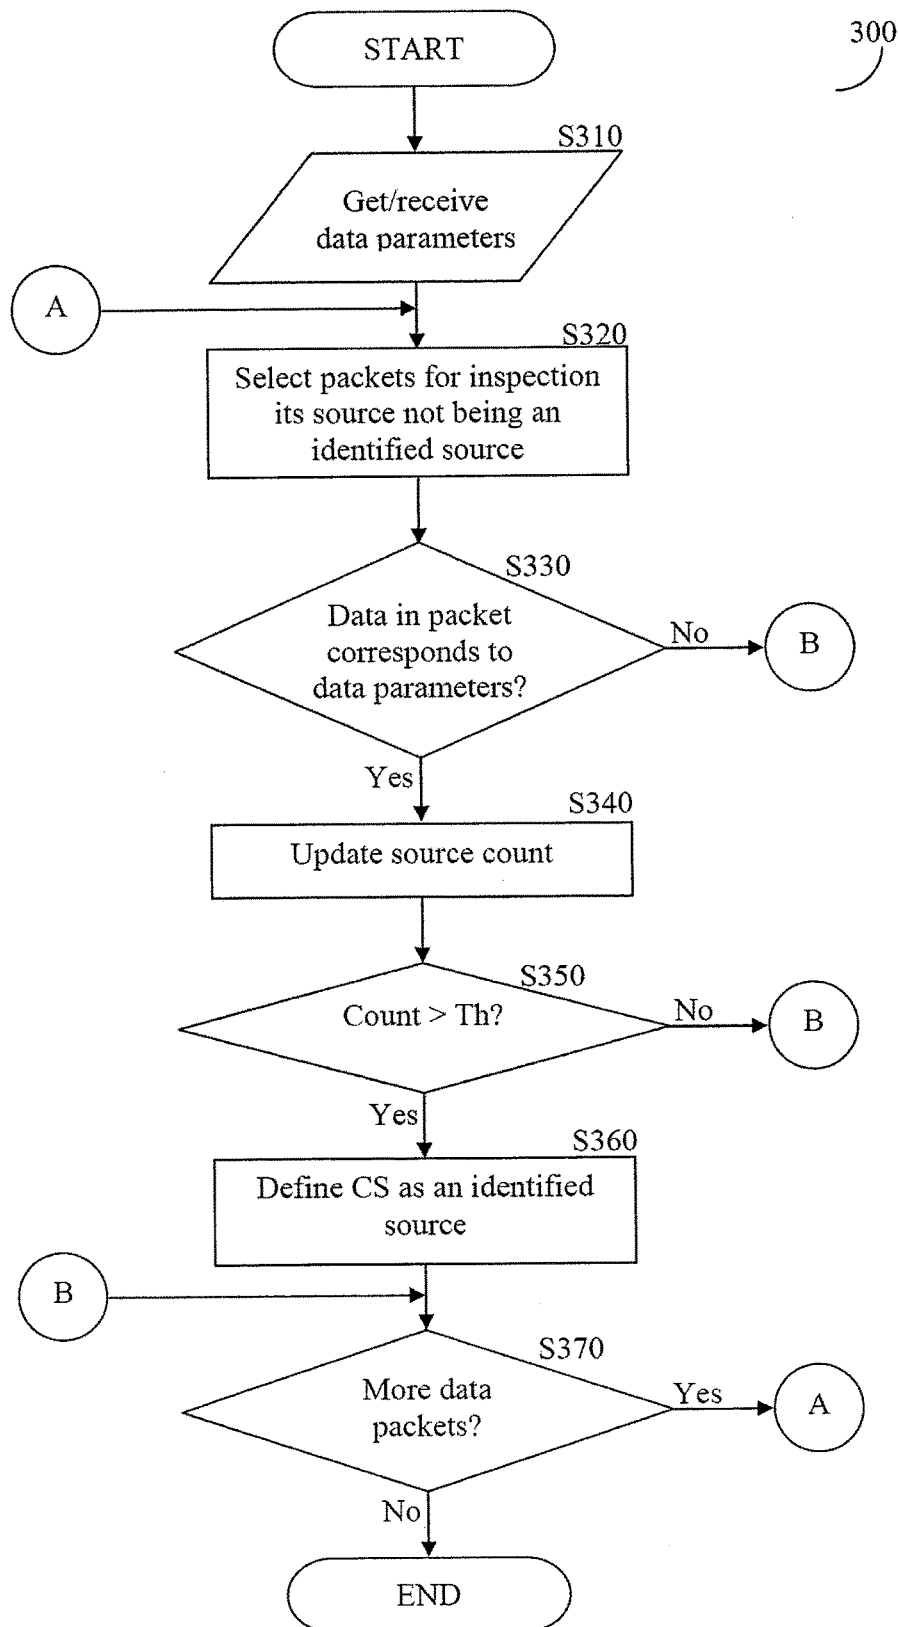 START
300
S310
Get/receive
data parameters
A
S320
Select packets for inspection
its source not being an
identified source
S330
Data in packet
corresponds to
data parameters?
No
B
Yes
S340
Update source count
S350
Count > Th?
No
B
Yes
S360
Define CS as an identified
source
B
S370
More data
packets?
Yes
A
No
END